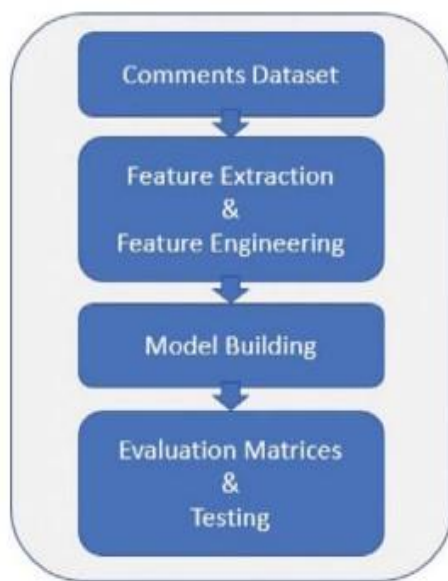 Comments Dataset
Feature Extraction
&
Feature Engineering
Model Building
Evaluation Matrices
&
Testing